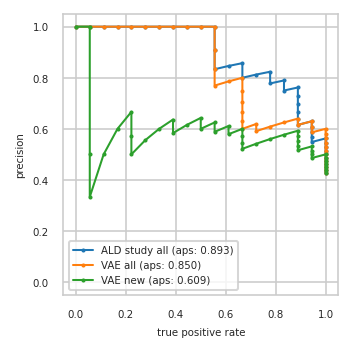 1.0
0.8
0.6
0.4
0.2
0.0
precision
ALD study all (aps: 0.893)
VAE all (aps: 0.850)
VAE new (aps: 0.609)
0.0 0.2 0.4 0.6 0.8 1.0
true positive rate